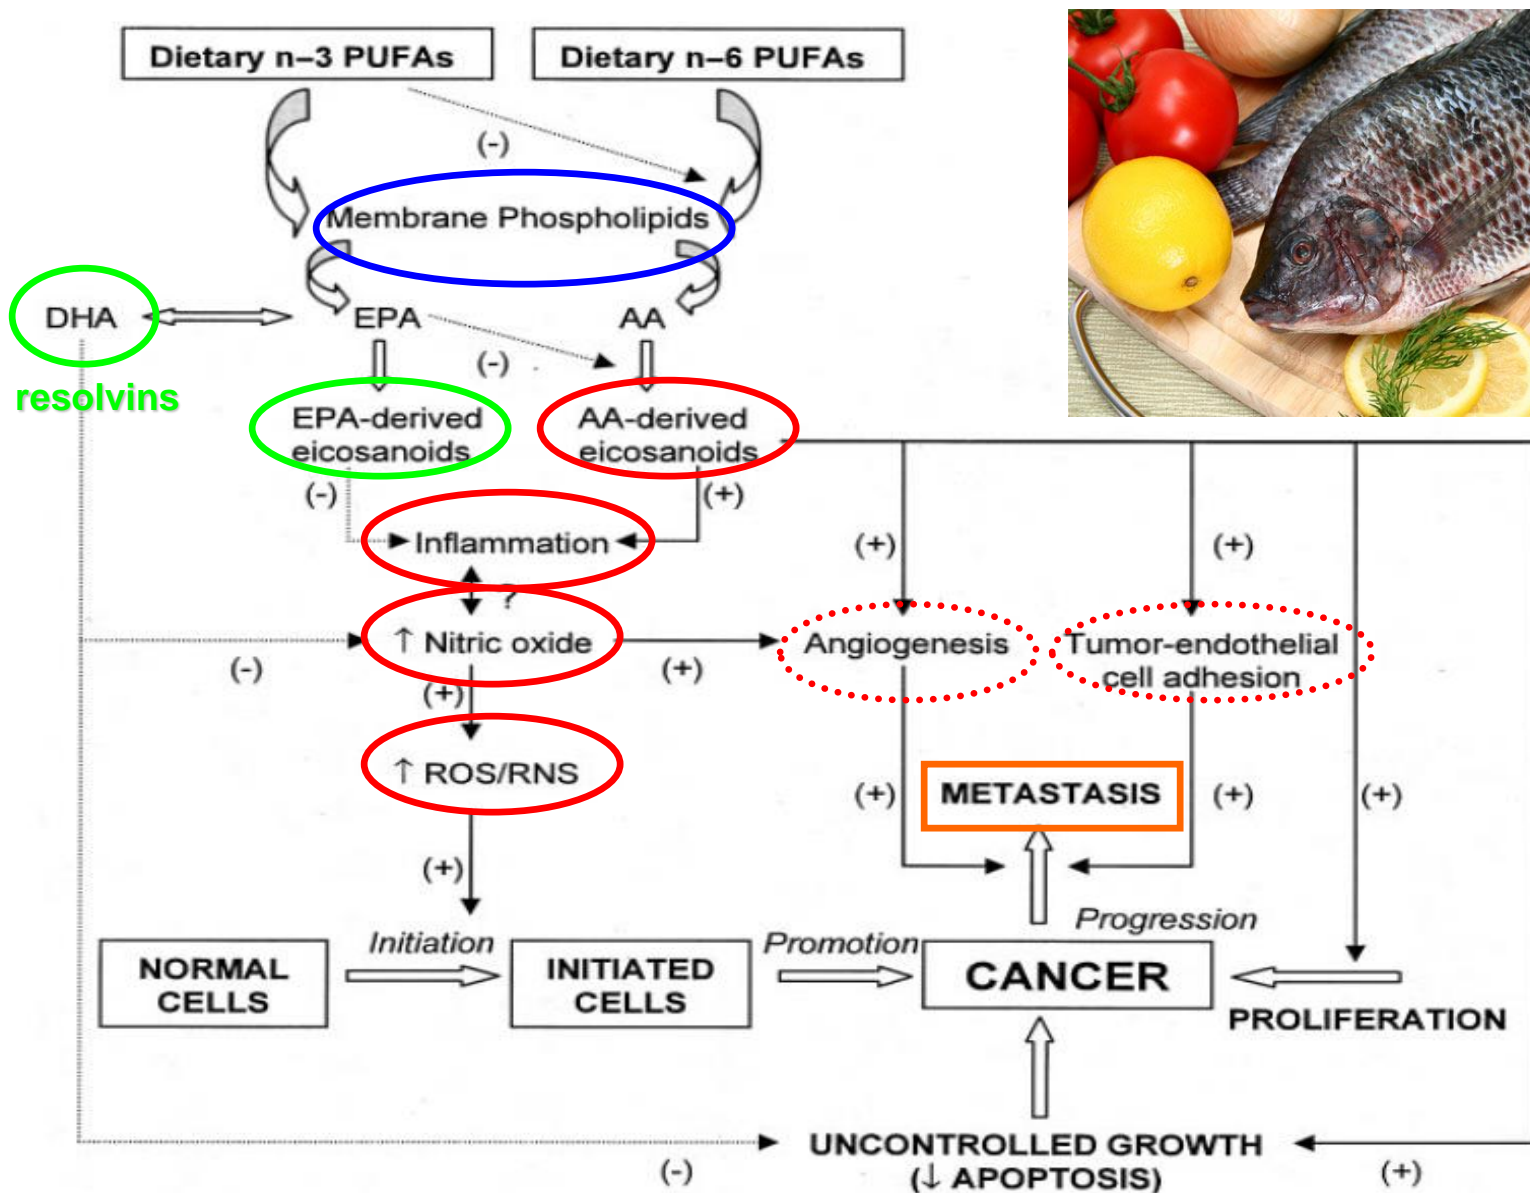 Dietary n–3 PUFAs
Dietary n–6 PUFAs
(-)
Membrane Phospholipids
DHA
EPA
AA
(-)
resolvins
EPA-derived
eicosanoids
AA-derived
eicosanoids
(-)
(+)
Inflammation
(+)
(+)
?
↑ Nitric oxide
Angiogenesis
Tumor-endothelial
cell adhesion
(-)
(+)
(+)
↑ ROS/RNS
(+)
METASTASIS
(+)
(+)
(+)
Initiation
Promotion
Progression
NORMAL
CELLS
INITIATED
CELLS
CANCER
PROLIFERATION
UNCONTROLLED GROWTH
(↓ APOPTOSIS)
(-)
(+)